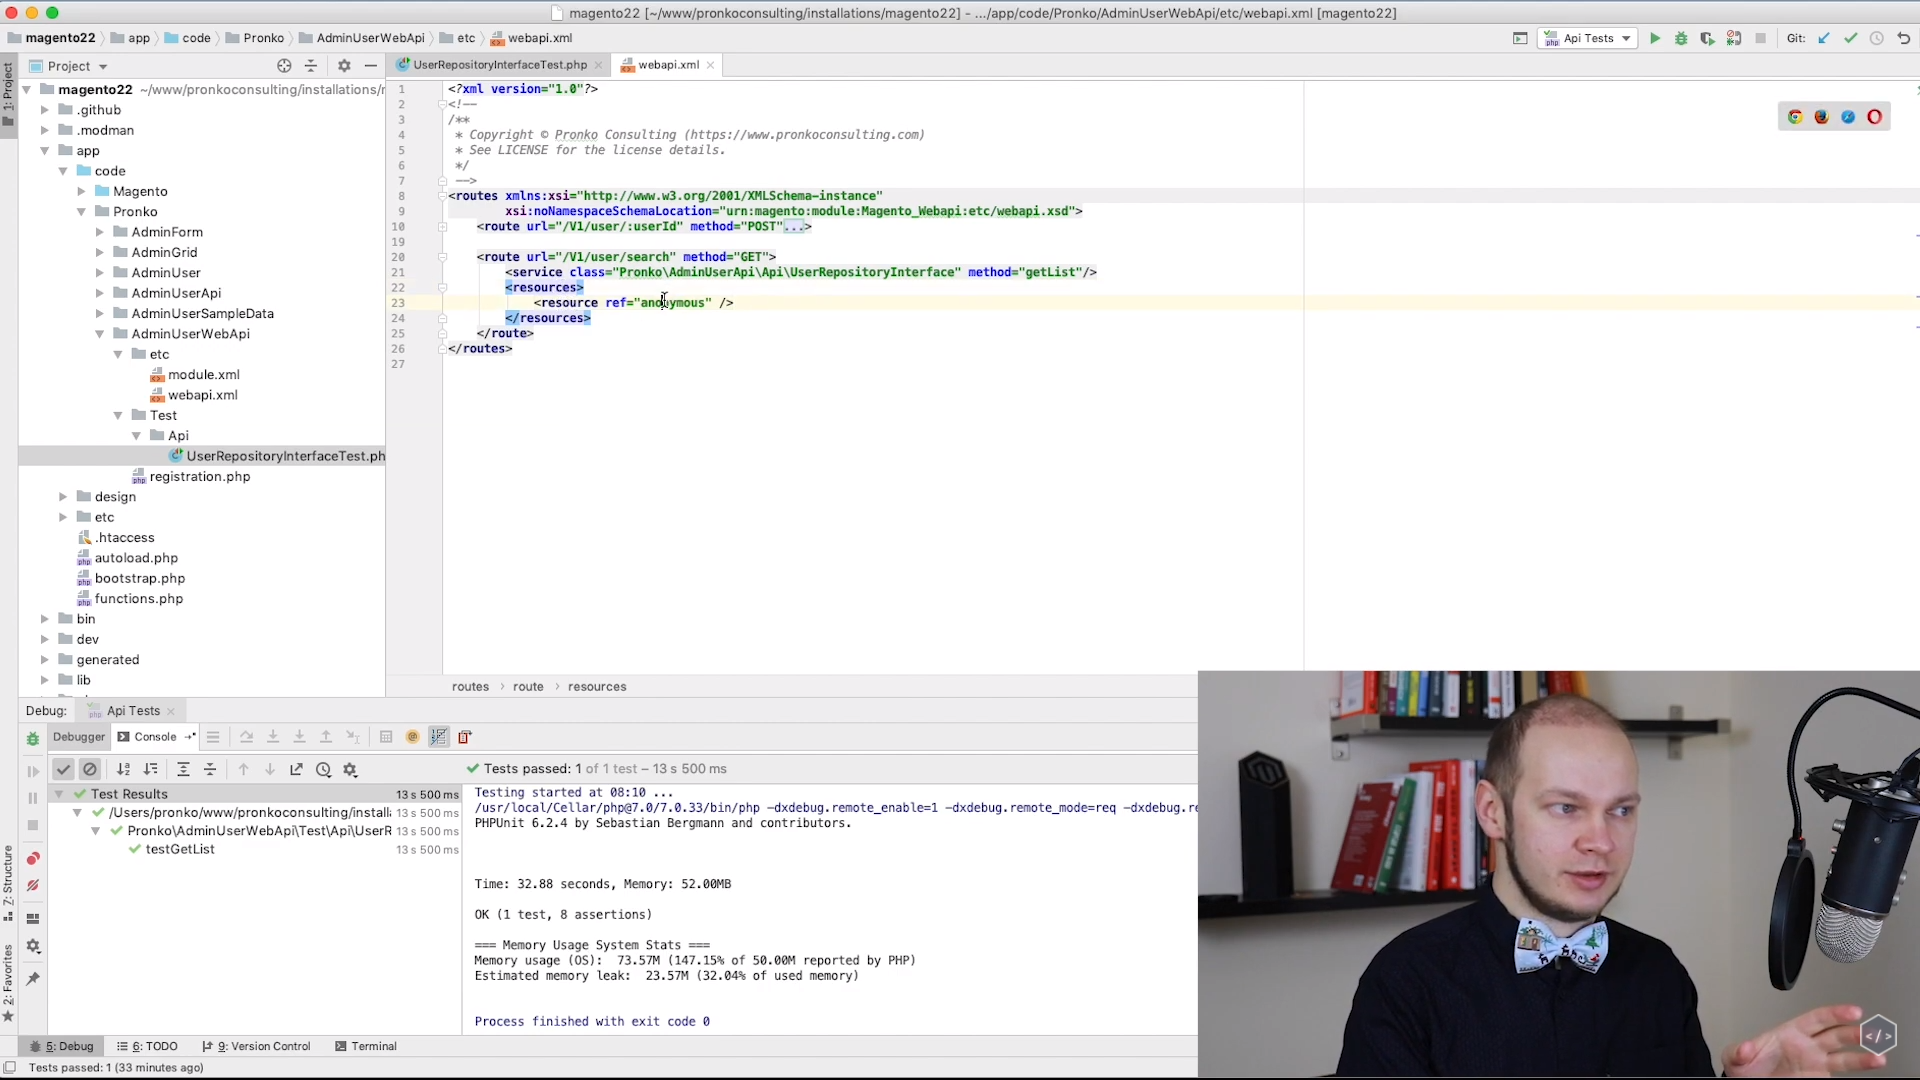 magento22 [~/www/pronkoconsulting/installations/magento22] - .../app/code/Pronko/AdminUserWebApi/etc/webapi.xml [magento22]
magento22 app code Pronko AdminUserWebApi etc webapi.xml
Api Tests
Git:
1: Project
Project
UserRepositoryInterfaceTest.php
webapi.xml
magento22 ~/www/pronkoconsulting/installations/r
.github
.modman
app
code
Magento
Pronko
AdminForm
AdminGrid
AdminUser
AdminUserApi
AdminUserSampleData
AdminUserWebApi
etc
module.xml
webapi.xml
Test
Api
UserRepositoryInterfaceTest.ph
registration.php
design
etc
.htaccess
autoload.php
bootstrap.php
functions.php
bin
dev
generated
lib
1 <?xml version="1.0"?>
2 <!--
3 /**
4 * Copyright © Pronko Consulting (https://www.pronkoconsulting.com)
5 * See LICENSE for the license details.
6 */
7 -->
8 <routes xmlns:xsi="http://www.w3.org/2001/XMLSchema-instance"
9 xsi:noNamespaceSchemaLocation="urn:magento:module:Magento_Webapi:etc/webapi.xsd">
10 <route url="/V1/user/:userId" method="POST"...>
19
20 <route url="/V1/user/search" method="GET">
21 <service class="Pronko\AdminUserApi\Api\UserRepositoryInterface" method="getList"/>
22 <resources>
23 <resource ref="anonymous" />
24 </resources>
25 </route>
26 </routes>
27
routes › route › resources
Debug: Api Tests
Debugger Console
Tests passed: 1 of 1 test – 13 s 500 ms
Test Results 13 s 500 ms
/Users/pronko/www/pronkoconsulting/install 13 s 500 ms
Pronko\AdminUserWebApi\Test\Api\UserR 13 s 500 ms
testGetList 13 s 500 ms
Testing started at 08:10 ...
/usr/local/Cellar/php@7.0/7.0.33/bin/php -dxdebug.remote_enable=1 -dxdebug.remote_mode=req -dxdebug.re
PHPUnit 6.2.4 by Sebastian Bergmann and contributors.
Time: 32.88 seconds, Memory: 52.00MB
OK (1 test, 8 assertions)
=== Memory Usage System Stats ===
Memory usage (OS): 73.57M (147.15% of 50.00M reported by PHP)
Estimated memory leak: 23.57M (32.04% of used memory)
Process finished with exit code 0
Z: Structure
2: Favorites
5: Debug 6: TODO 9: Version Control Terminal
Tests passed: 1 (33 minutes ago)
</>